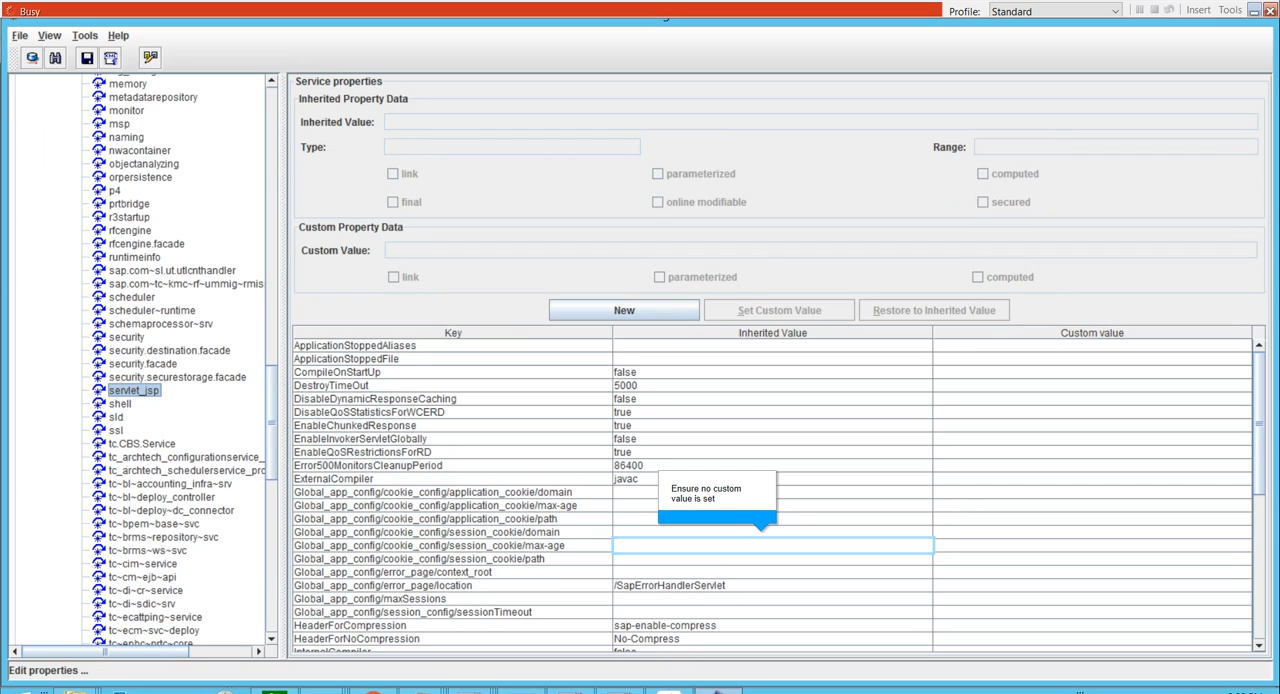 Busy
Profile:
Standard
Insert
Tools
File
View
Tools
Help
memory
metadatarepository
monitor
msp
naming
nwacontainer
objectanalyzing
orpersistence
p4
prtbridge
r3startup
rfcengine
rfcengine.facade
runtimeinfo
sap.com~sl.ut.utlcnthandler
sap.com~tc~kmc~rf~ummig~rmis
scheduler
scheduler~runtime
schemaprocessor~srv
security
security.destination.facade
security.facade
security.securestorage.facade
servlet_jsp
shell
sld
ssl
tc.CBS.Service
tc_archtech_configurationservice_
tc_archtech_schedulerservice_pro
tc~bl~accounting_infra~srv
tc~bl~deploy_controller
tc~bl~deploy~dc_connector
tc~bpem~base~svc
tc~brms~repository~svc
tc~brms~ws~svc
tc~cim~service
tc~cm~ejb~api
tc~di~cr~service
tc~di~sdic~srv
tc~ecattping~service
tc~ecm~svc~deploy
Edit properties ...
Service properties
Inherited Property Data
Inherited Value:
Type:
Range:
link
parameterized
computed
final
online modifiable
secured
Custom Property Data
Custom Value:
link
parameterized
computed
New
Set Custom Value
Restore to Inherited Value
Key Inherited Value Custom value
ApplicationStoppedAliases
ApplicationStoppedFile
CompileOnStartUp false
DestroyTimeOut 5000
DisableDynamicResponseCaching false
DisableQoSStatisticsForWCERD true
EnableChunkedResponse true
EnableInvokerServletGlobally false
EnableQoSRestrictionsForRD true
Error500MonitorsCleanupPeriod 86400
ExternalCompiler javac
Global_app_config/cookie_config/application_cookie/domain
Global_app_config/cookie_config/application_cookie/max-age
Global_app_config/cookie_config/application_cookie/path
Global_app_config/cookie_config/session_cookie/domain
Global_app_config/cookie_config/session_cookie/max-age
Global_app_config/cookie_config/session_cookie/path
Global_app_config/error_page/context_root
Global_app_config/error_page/location /SapErrorHandlerServlet
Global_app_config/maxSessions
Global_app_config/session_config/sessionTimeout
HeaderForCompression sap-enable-compress
HeaderForNoCompression No-Compress
InternalCompiler false
Ensure no custom
value is set